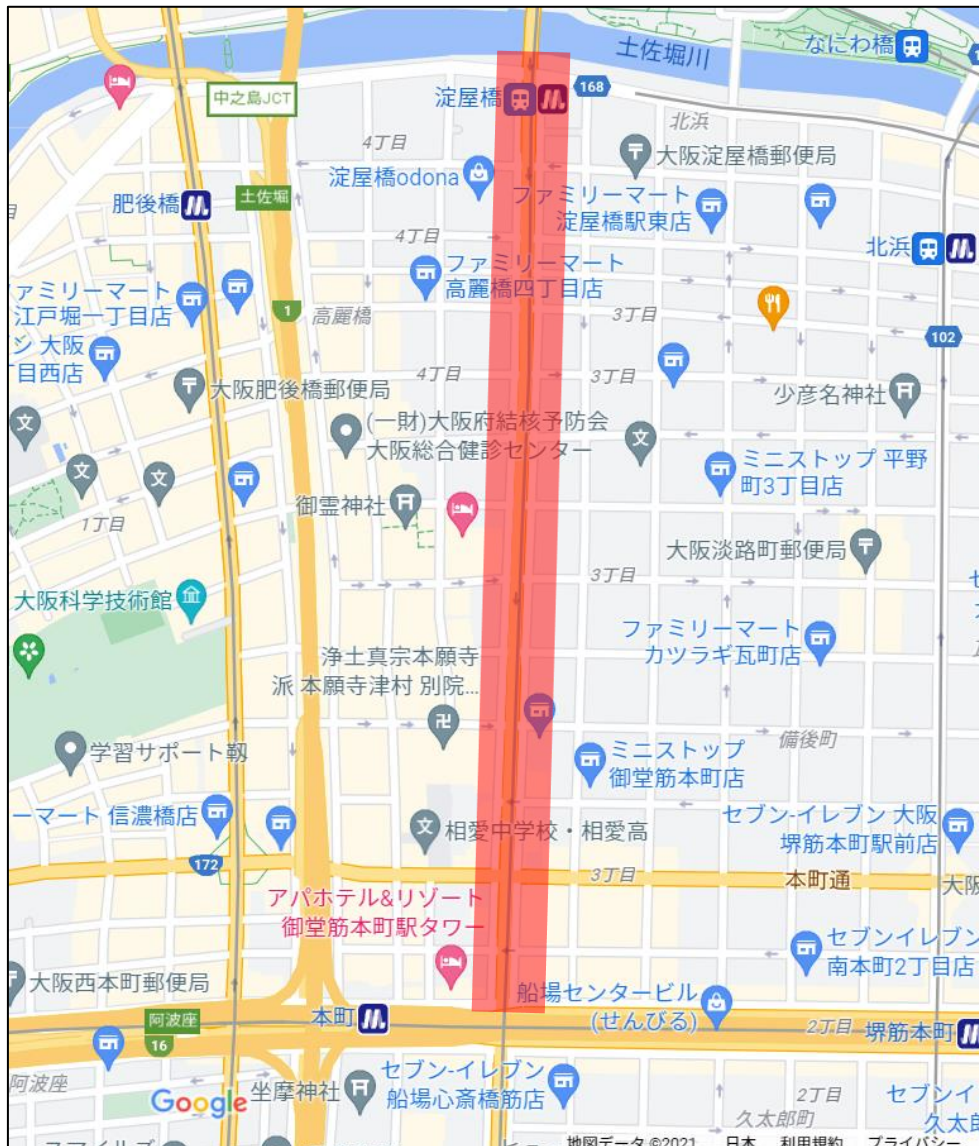 土佐堀川
なにわ橋
中之島JCT
淀屋橋
168
北浜
4丁目
大阪淀屋橋郵便局
淀屋橋odona
土佐堀
肥後橋
ファミリーマート
淀屋橋駅東店
4丁目
北浜
ァミリーマート
江戸堀一丁目店
ファミリーマート
高麗橋四丁目店
1
高麗橋
3丁目
102
ン 大阪
丁目西店
4丁目
3丁目
大阪肥後橋郵便局
少彦名神社
(一財)大阪府結核予防会
大阪総合健診センター
ミニストップ 平野
町3丁目店
御霊神社
1丁目
大阪淡路町郵便局
3丁目
大阪科学技術館
ファミリーマート
カツラギ瓦町店
浄土真宗本願寺
派 本願寺津村 別院...
備後町
学習サポート靱
ミニストップ
御堂筋本町店
ーマート 信濃橋店
相愛中学校・相愛高
セブン-イレブン 大阪
堺筋本町駅前店
172
3丁目
本町通
大阪
アパホテル&リゾート
御堂筋本町駅タワー
セブンイレブン
南本町2丁目店
大阪西本町郵便局
船場センタービル
(せんびる)
阿波座
本町
2丁目
堺筋本町
16
阿波座
Google
坐摩神社
セブン-イレブン
船場心斎橋筋店
2丁目
久太郎町
セブンイ
久太郎
地図データ ©2021
日本
利用規約
プライバシー